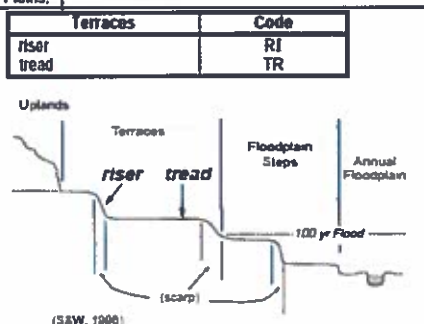 Plains,
Terraces Code
riser RI
tread TR
Uplands
Terraces
Floodplain
Steps
Annual
Floodplain
riser tread
100 yr Flood
(scarp)
(S&W, 1996)